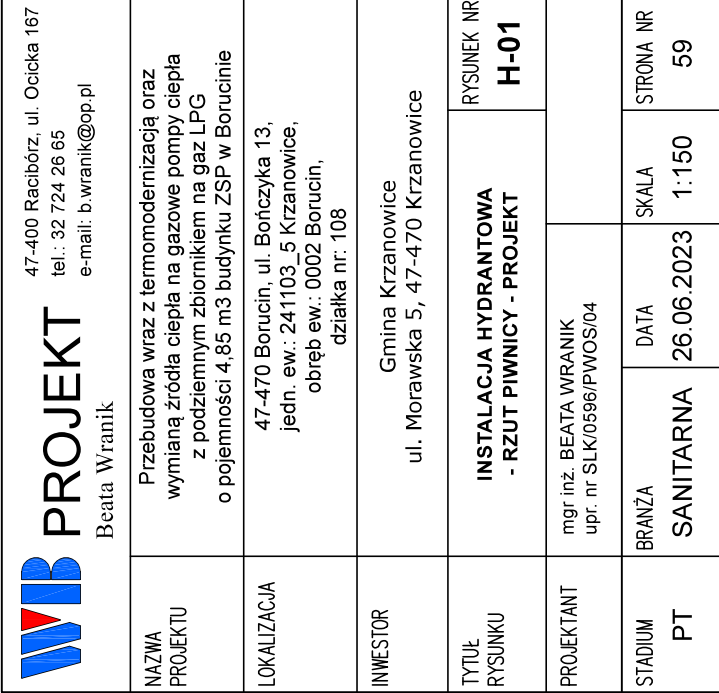 WB PROJEKT
Beata Wranik
47-400 Racibórz, ul. Ocicka 167
tel.: 32 724 26 65
e-mail: b.wranik@op.pl
NAZWA
PROJEKTU
Przebudowa wraz z termomodernizacją oraz
wymianą źródła ciepła na gazowe pompy ciepła
z podziemnym zbiornikiem na gaz LPG
o pojemności 4,85 m3 budynku ZSP w Borucinie
LOKALIZACJA
47-470 Borucin, ul. Bończyka 13,
jedn. ew.: 241103_5 Krzanowice,
obręb ew.: 0002 Borucin,
działka nr: 108
INWESTOR
Gmina Krzanowice
ul. Morawska 5, 47-470 Krzanowice
TYTUŁ
RYSUNKU
INSTALACJA HYDRANTOWA
- RZUT PIWNICY - PROJEKT
RYSUNEK NR
H-01
PROJEKTANT
mgr inż. BEATA WRANIK
upr. nr SLK/0596/PWOS/04
STADIUM
PT
BRANŻA
SANITARNA
DATA
26.06.2023
SKALA
1:150
STRONA NR
59